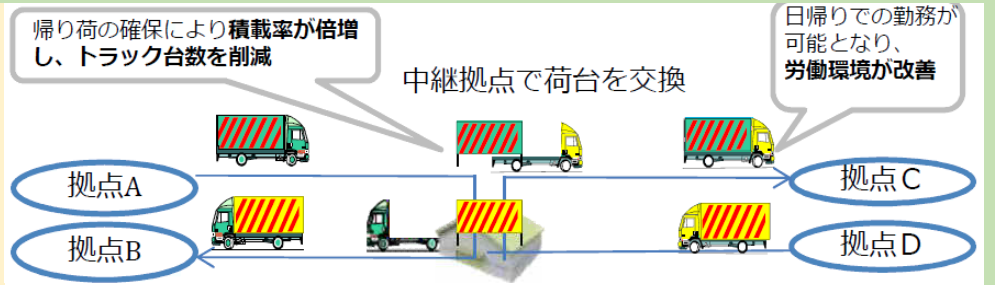 帰り荷の確保により積載率が倍増
し、トラック台数を削減
日帰りでの勤務が
可能となり、
労働環境が改善
中継拠点で荷台を交換
拠点A
拠点C
拠点B
拠点D